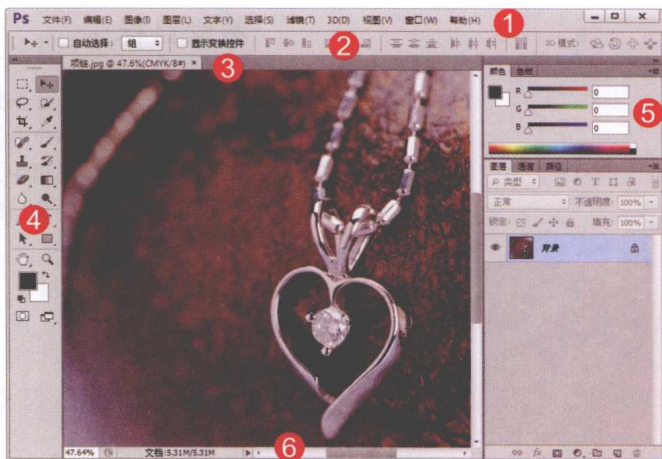 Ps 文件(F) 编辑(E) 图像(I) 图层(L) 文字(Y) 选择(S) 滤镜(T) 3D(D) 视图(V) 窗口(W) 帮助(H) 1
自动选择: 组 显示变换控件 2 3D 模式:
项链.jpg @ 47.6%(CMYK/8#) × 3
颜色 色板
R 0
G 0
B 0
5
4
图层 通道 路径
类型
正常 不透明度: 100%
锁定: 填充: 100%
背景
47.64% 文档:5.31M/5.31M 6
fx